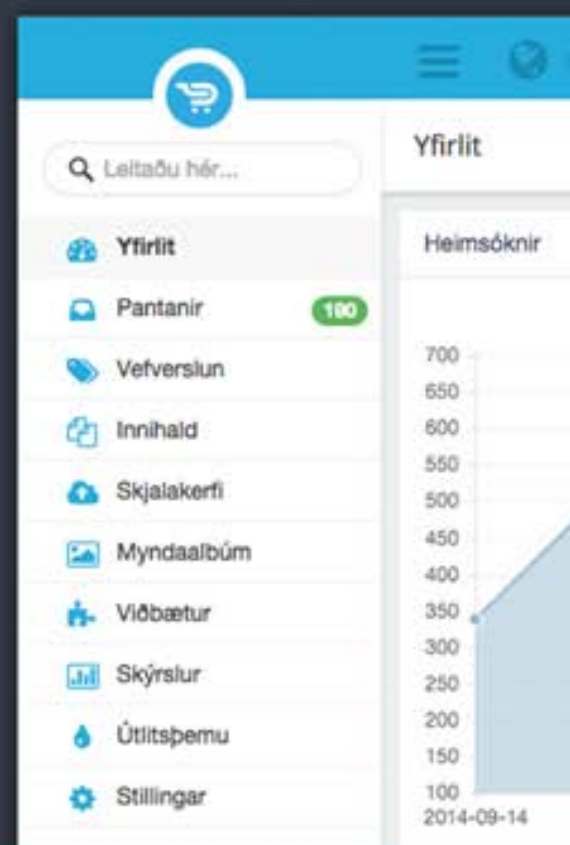 Leitaðu hér...
Yfirlit
Pantanir 190
Vefverslun
Innihald
Skjalakerfi
Myndaalbúm
Viðbætur
Skýrslur
Útlitsþemu
Stillingar
Yfirlit
Heimsóknir
700
650
600
550
500
450
400
350
300
250
200
150
100
2014-09-14